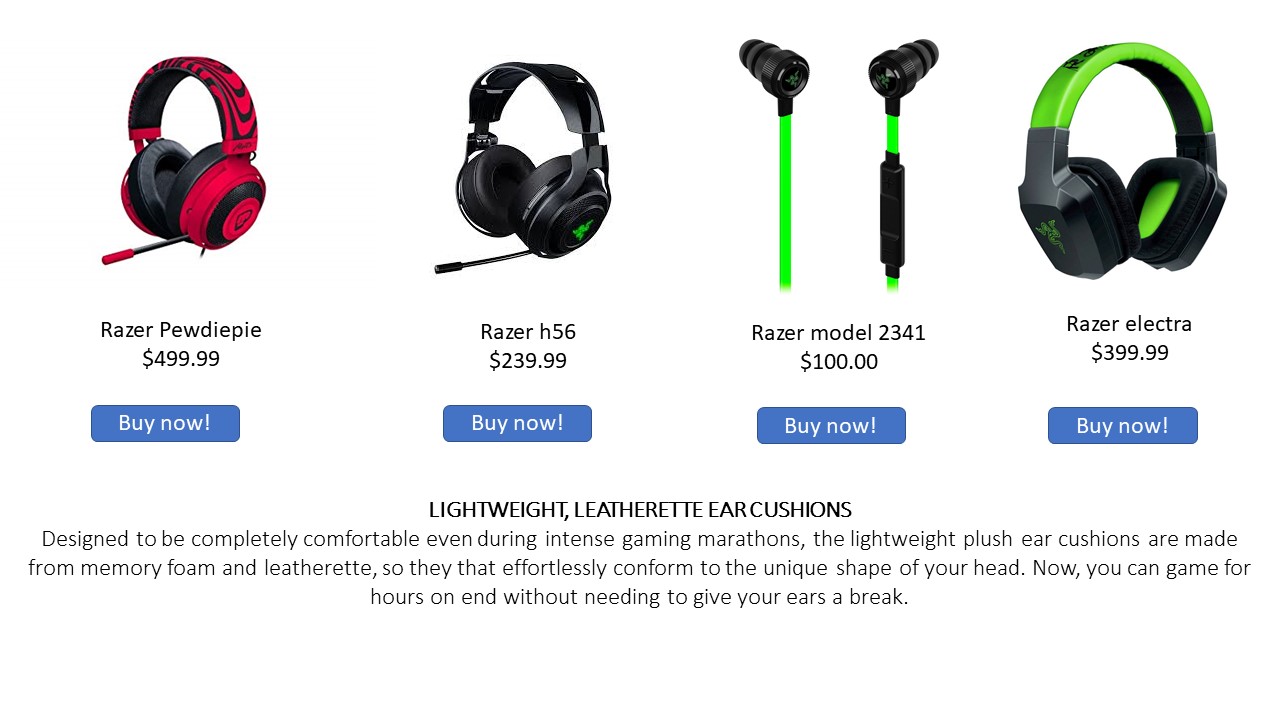 Razer Pewdiepie
$499.99
Buy now!
Razer h56
$239.99
Buy now!
Razer model 2341
$100.00
Buy now!
Razer electra
$399.99
Buy now!
LIGHTWEIGHT, LEATHERETTE EAR CUSHIONS
Designed to be completely comfortable even during intense gaming marathons, the lightweight plush ear cushions are made
from memory foam and leatherette, so they that effortlessly conform to the unique shape of your head. Now, you can game for
hours on end without needing to give your ears a break.